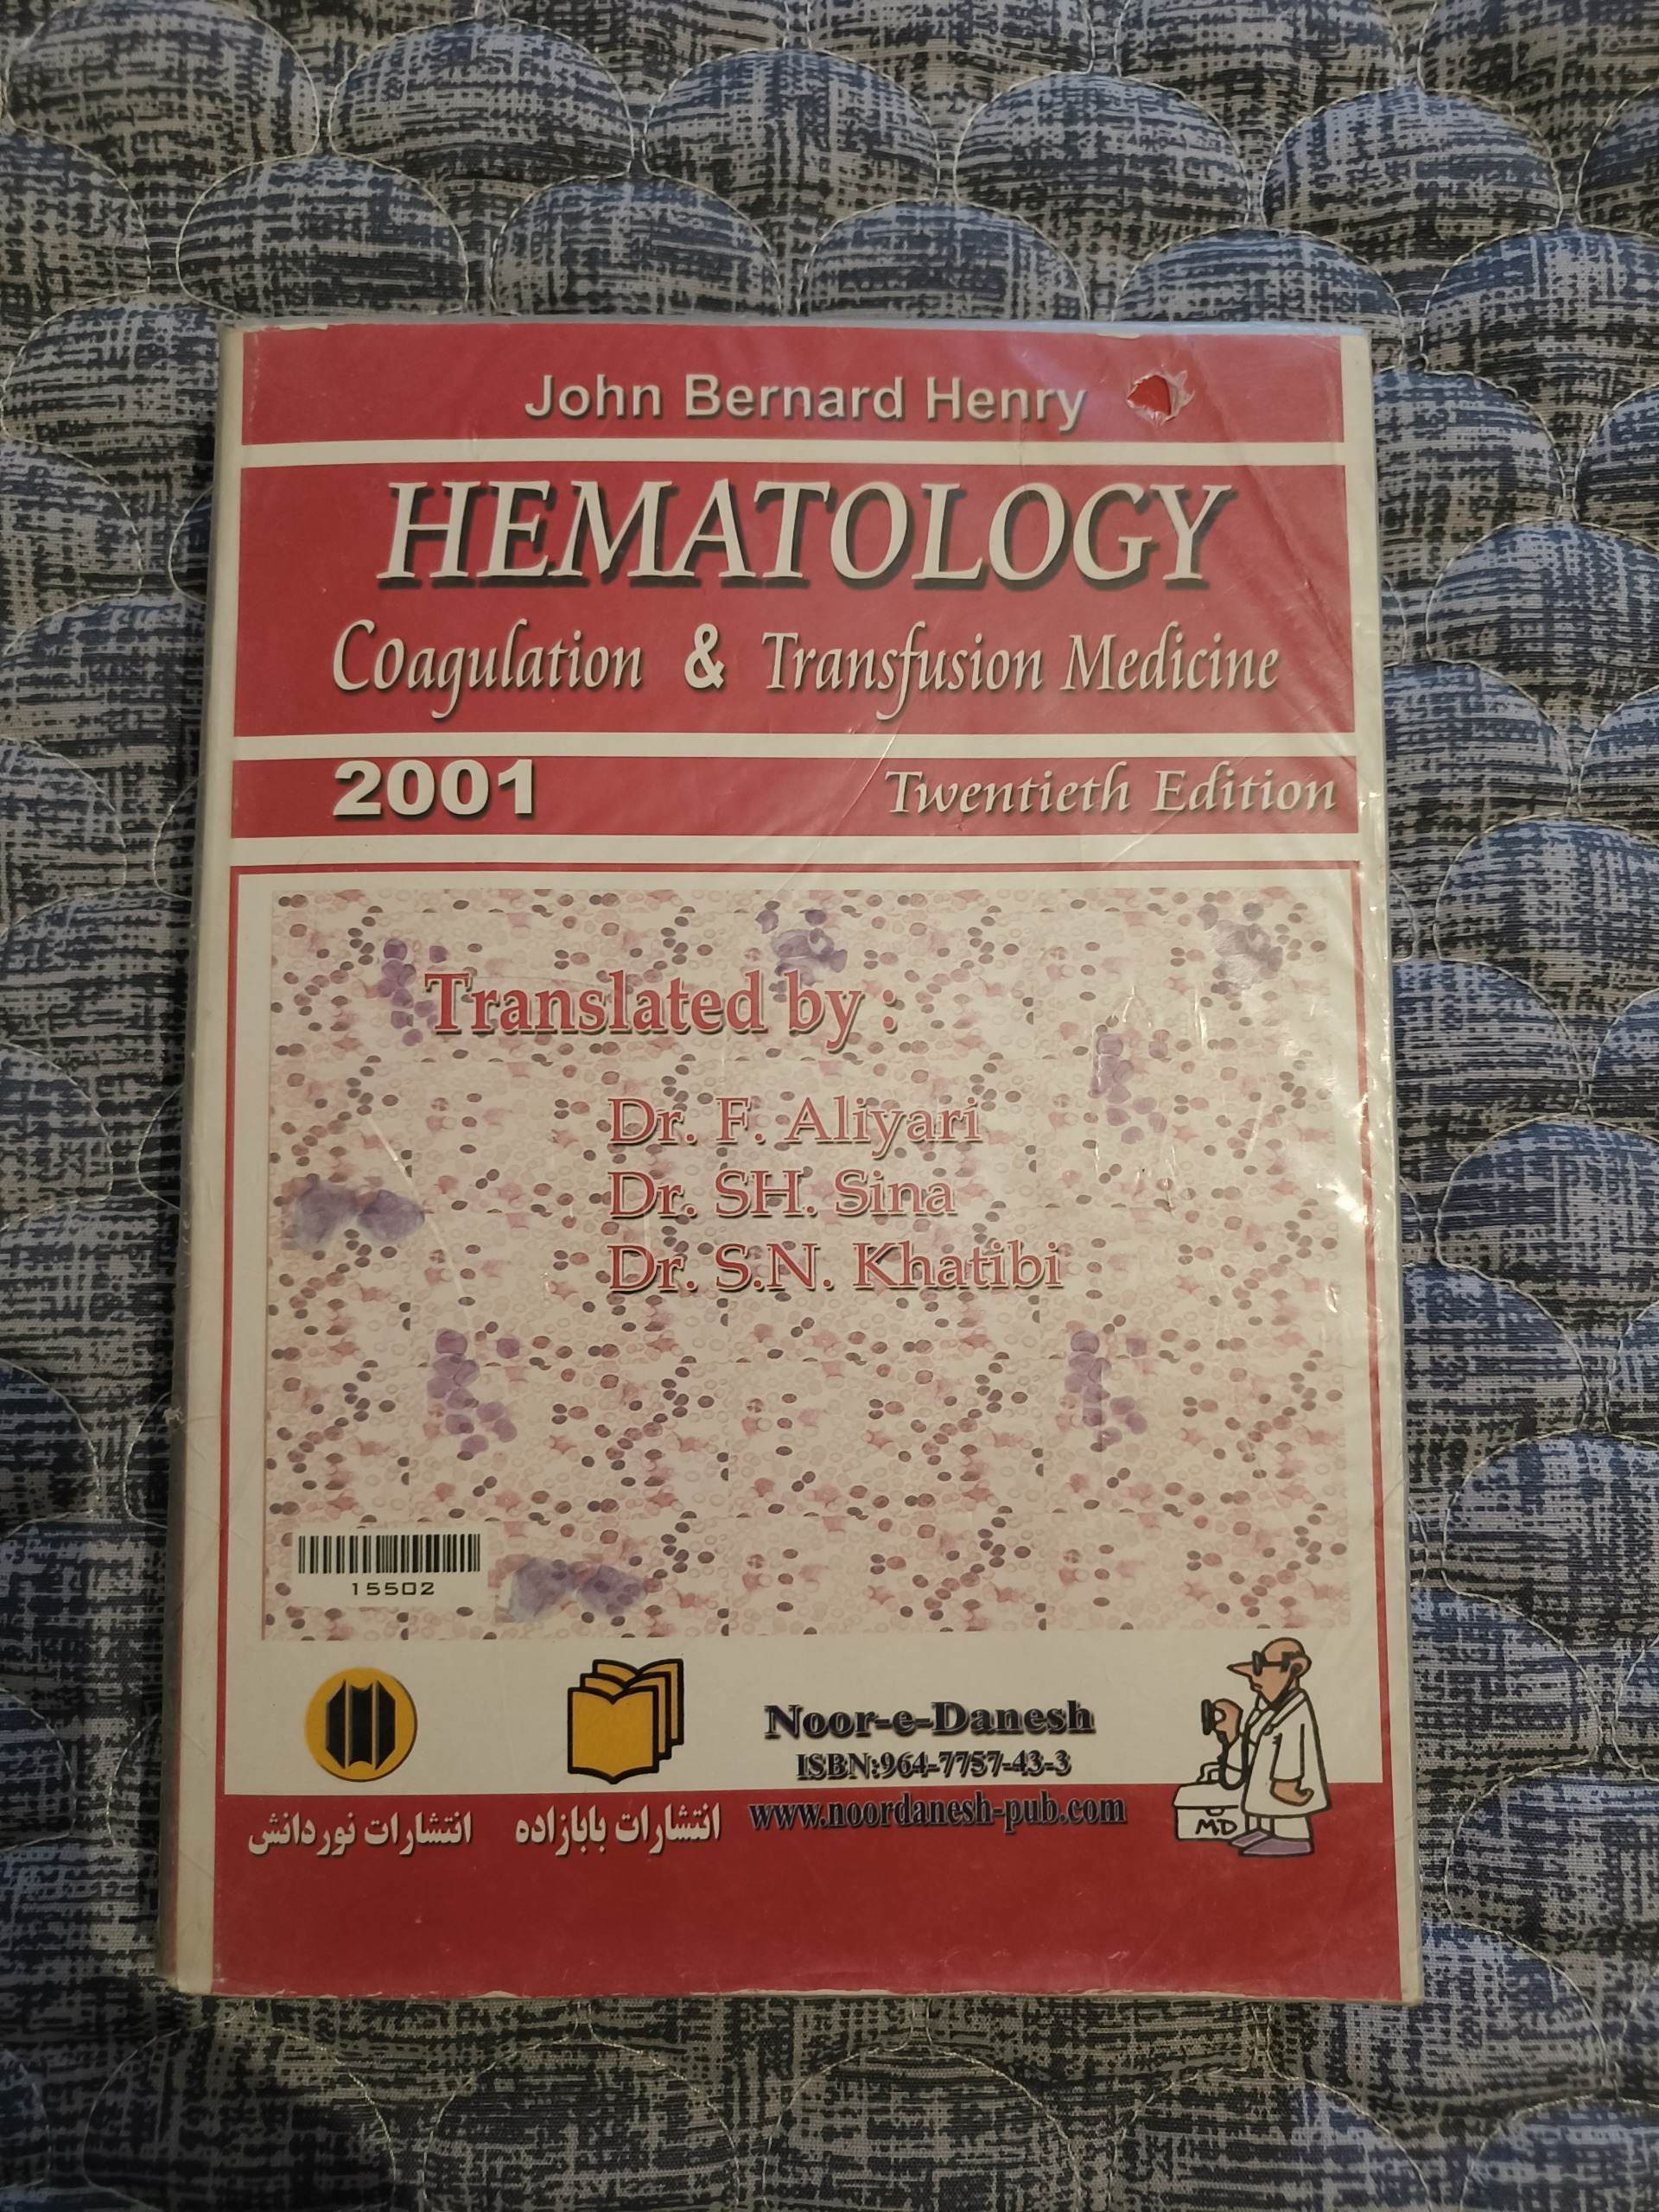 John Bernard Henry
HEMATOLOGY
Coagulation & Transfusion Medicine
2001 Twentieth Edition
Translated by :
Dr. F. Aliyari
Dr. SH. Sina
Dr. S.N. Khatibi
15502
Noor-e-Danesh
ISBN:964-7757-43-3
www.noordanesh-pub.com
انتشارات بابازاده
انتشارات نوردانش
MD